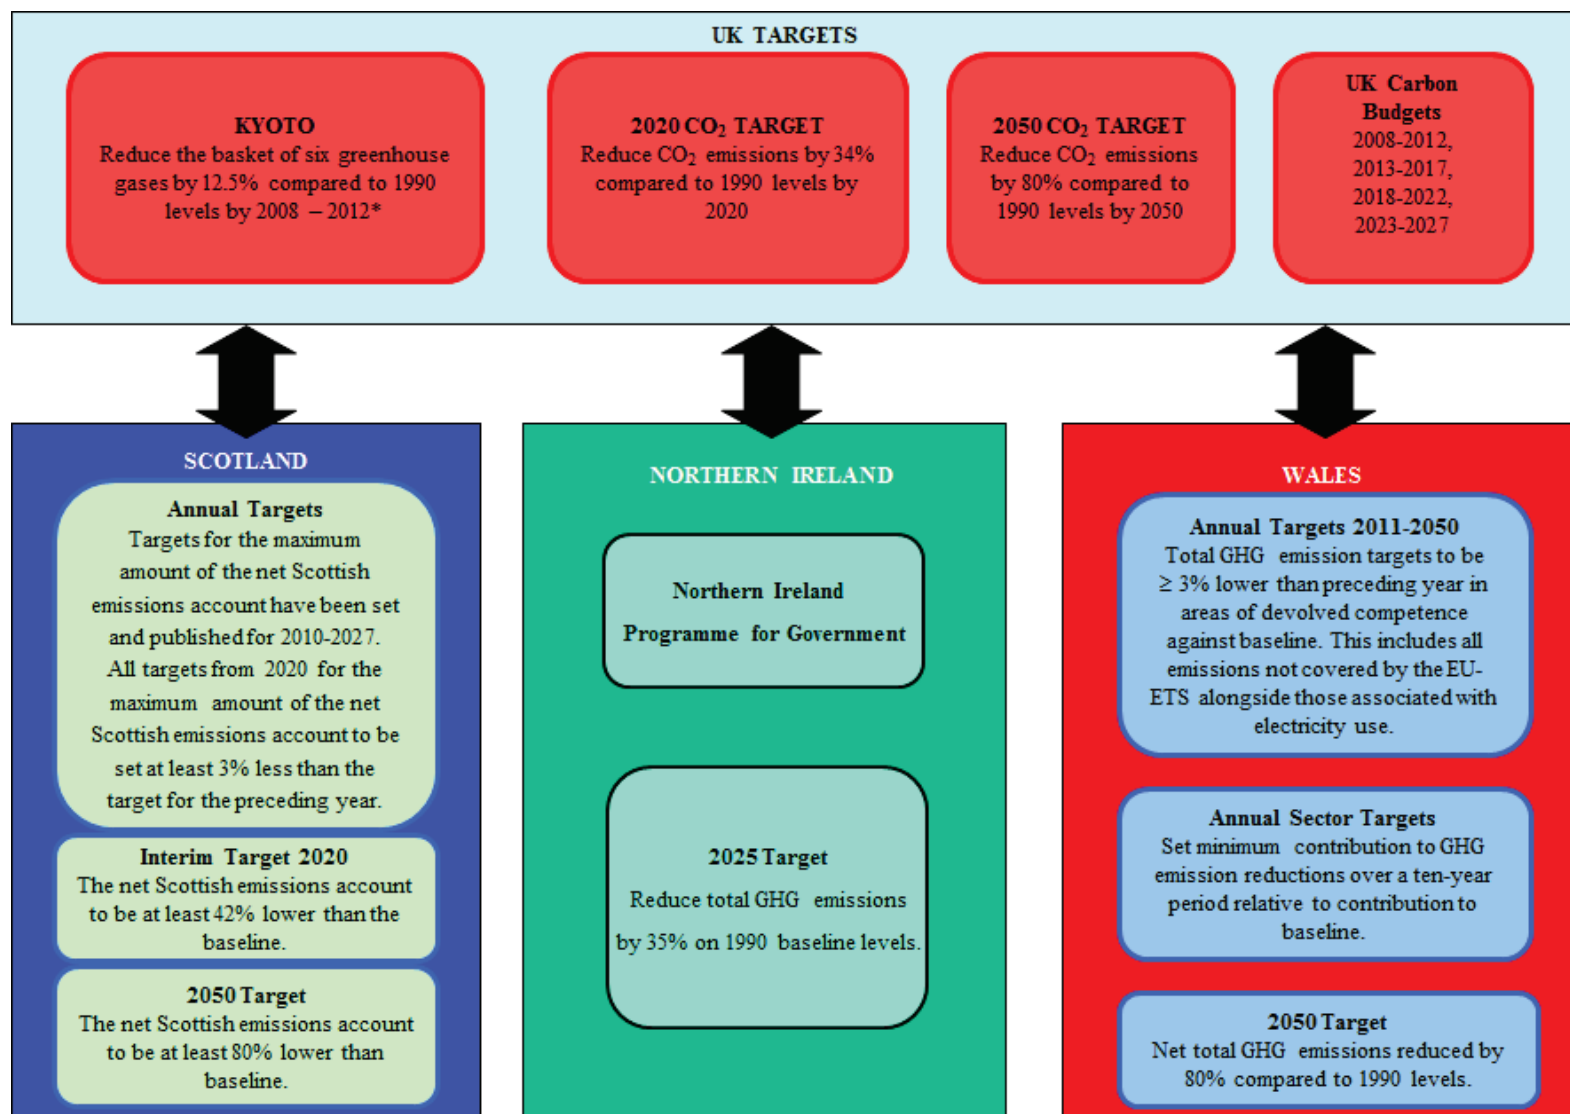 UK TARGETS
KYOTO
Reduce the basket of six greenhouse
gases by 12.5% compared to 1990
levels by 2008 – 2012*
2020 CO₂ TARGET
Reduce CO₂ emissions by 34%
compared to 1990 levels by
2020
2050 CO₂ TARGET
Reduce CO₂ emissions
by 80% compared to
1990 levels by 2050
UK Carbon
Budgets
2008-2012,
2013-2017,
2018-2022,
2023-2027
SCOTLAND
Annual Targets
Targets for the maximum
amount of the net Scottish
emissions account have been set
and published for 2010-2027.
All targets from 2020 for the
maximum amount of the net
Scottish emissions account to be
set at least 3% less than the
target for the preceding year.
Interim Target 2020
The net Scottish emissions account
to be at least 42% lower than the
baseline.
2050 Target
The net Scottish emissions account
to be at least 80% lower than
baseline.
NORTHERN IRELAND
Northern Ireland
Programme for Government
2025 Target
Reduce total GHG emissions
by 35% on 1990 baseline levels.
WALES
Annual Targets 2011-2050
Total GHG emission targets to be
≥ 3% lower than preceding year in
areas of devolved competence
against baseline. This includes all
emissions not covered by the EU-
ETS alongside those associated with
electricity use.
Annual Sector Targets
Set minimum contribution to GHG
emission reductions over a ten-year
period relative to contribution to
baseline.
2050 Target
Net total GHG emissions reduced by
80% compared to 1990 levels.